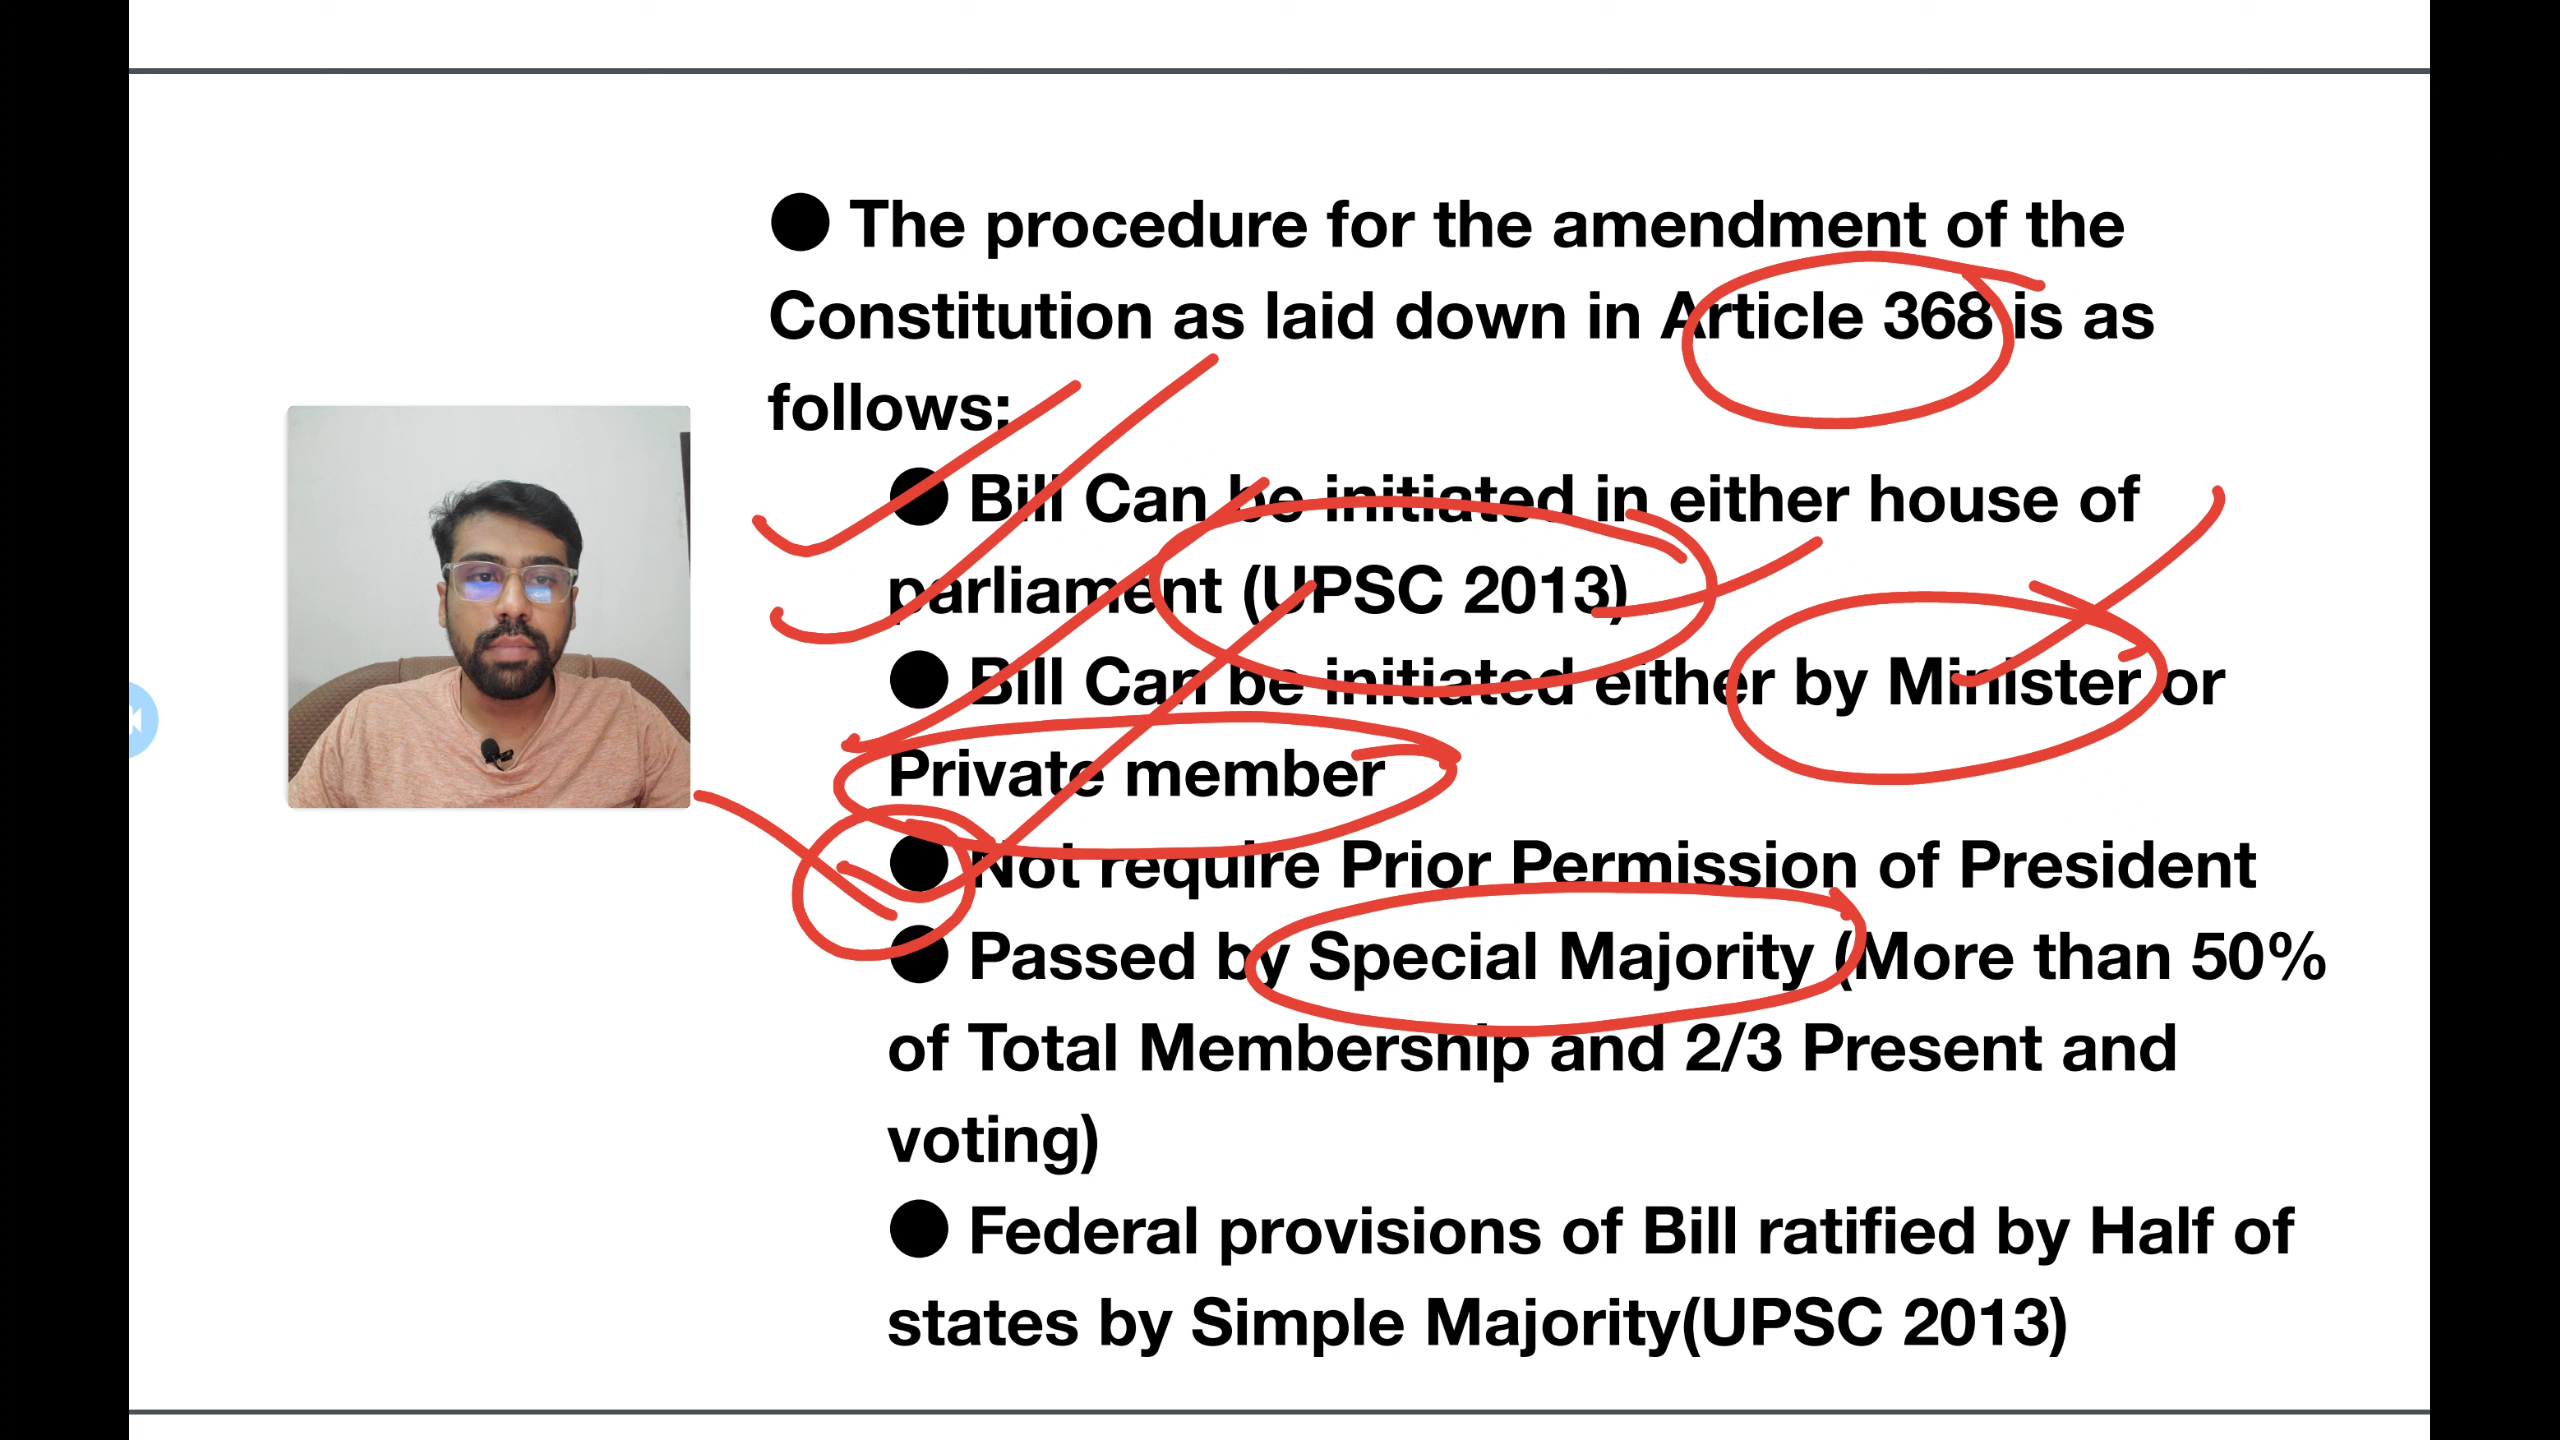 ● The procedure for the amendment of the
Constitution as laid down in Article 368 is as
follows:
● Bill Can be initiated in either house of
parliament (UPSC 2013)
● Bill Can be initiated either by Minister or
Private member
● Not require Prior Permission of President
● Passed by Special Majority (More than 50%
of Total Membership and 2/3 Present and
voting)
● Federal provisions of Bill ratified by Half of
states by Simple Majority(UPSC 2013)